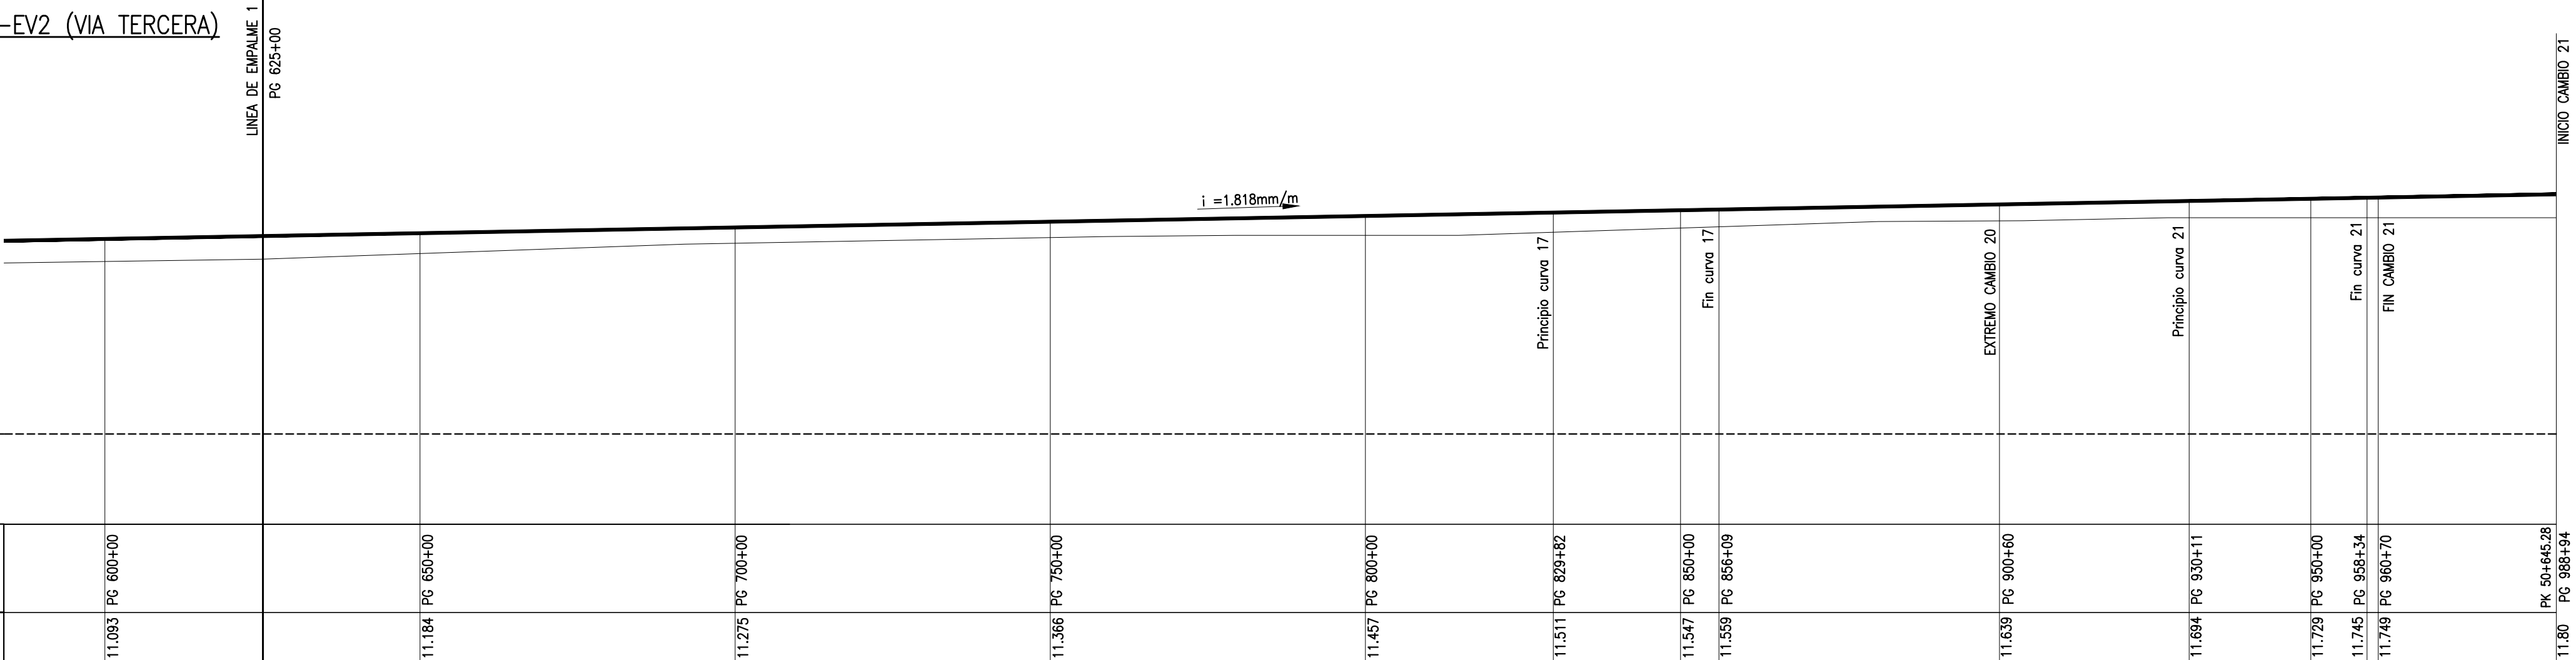 -EV2 (VIA TERCERA)
LINEA DE EMPALME 1
PG 625+00
INICIO CAMBIO 21
i =1.818mm/m
Principio curva 17
Fin curva 17
EXTREMO CAMBIO 20
Principio curva 21
Fin curva 21
FIN CAMBIO 21
PG 600+00
PG 650+00
PG 700+00
PG 750+00
PG 800+00
PG 829+82
PG 850+00
PG 856+09
PG 900+60
PG 930+11
PG 950+00
PG 958+34
PG 960+70
PK 50+645.28
PG 988+94
11.093
11.184
11.275
11.366
11.457
11.511
11.547
11.559
11.639
11.694
11.729
11.745
11.749
11.80